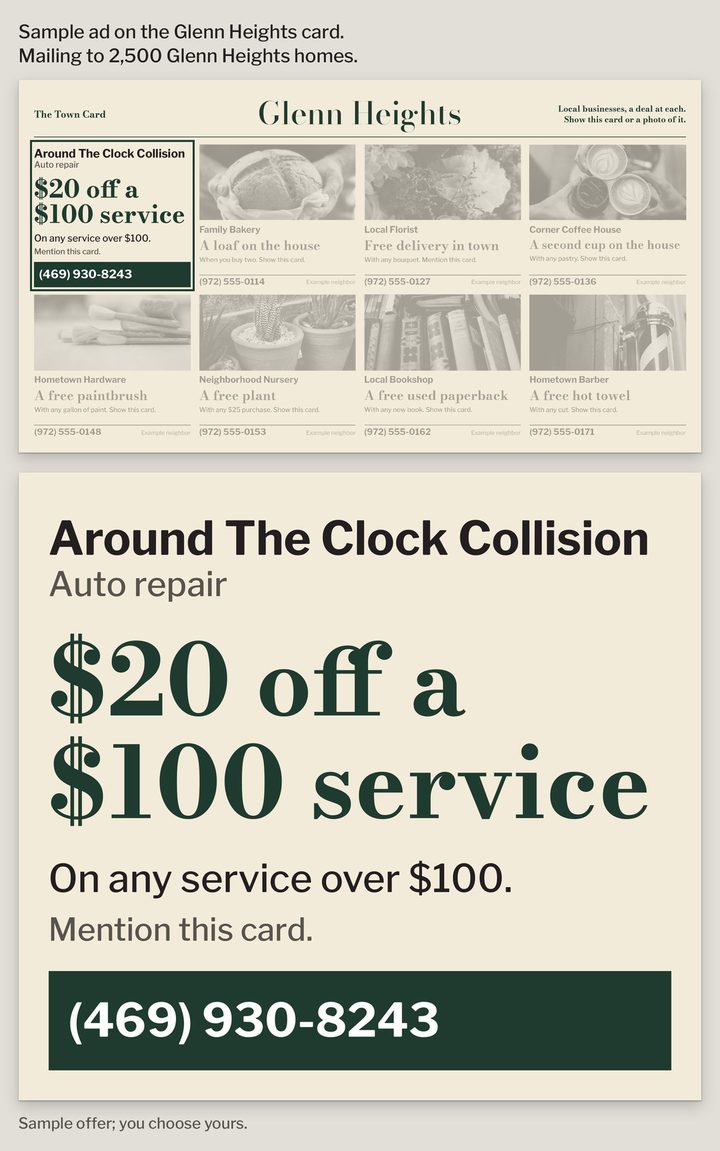 Sample ad on the Glenn Heights card.
Mailing to 2,500 Glenn Heights homes.
The Town Card
Glenn Heights
Local businesses, a deal at each.
Show this card or a photo of it.
Around The Clock Collision
Auto repair
$20 off a
$100 service
On any service over $100.
Mention this card.
(469) 930-8243
Family Bakery
A loaf on the house
When you buy two. Show this card.
(972) 555-0114
Example neighbor
Local Florist
Free delivery in town
With any bouquet. Mention this card.
(972) 555-0127
Example neighbor
Corner Coffee House
A second cup on the house
With any pastry. Show this card.
(972) 555-0136
Example neighbor
Hometown Hardware
A free paintbrush
With any gallon of paint. Show this card.
(972) 555-0148
Example neighbor
Neighborhood Nursery
A free plant
With any $25 purchase. Show this card.
(972) 555-0153
Example neighbor
Local Bookshop
A free used paperback
With any new book. Show this card.
(972) 555-0162
Example neighbor
Hometown Barber
A free hot towel
With any cut. Show this card.
(972) 555-0171
Example neighbor
Around The Clock Collision
Auto repair
$20 off a
$100 service
On any service over $100.
Mention this card.
(469) 930-8243
Sample offer; you choose yours.